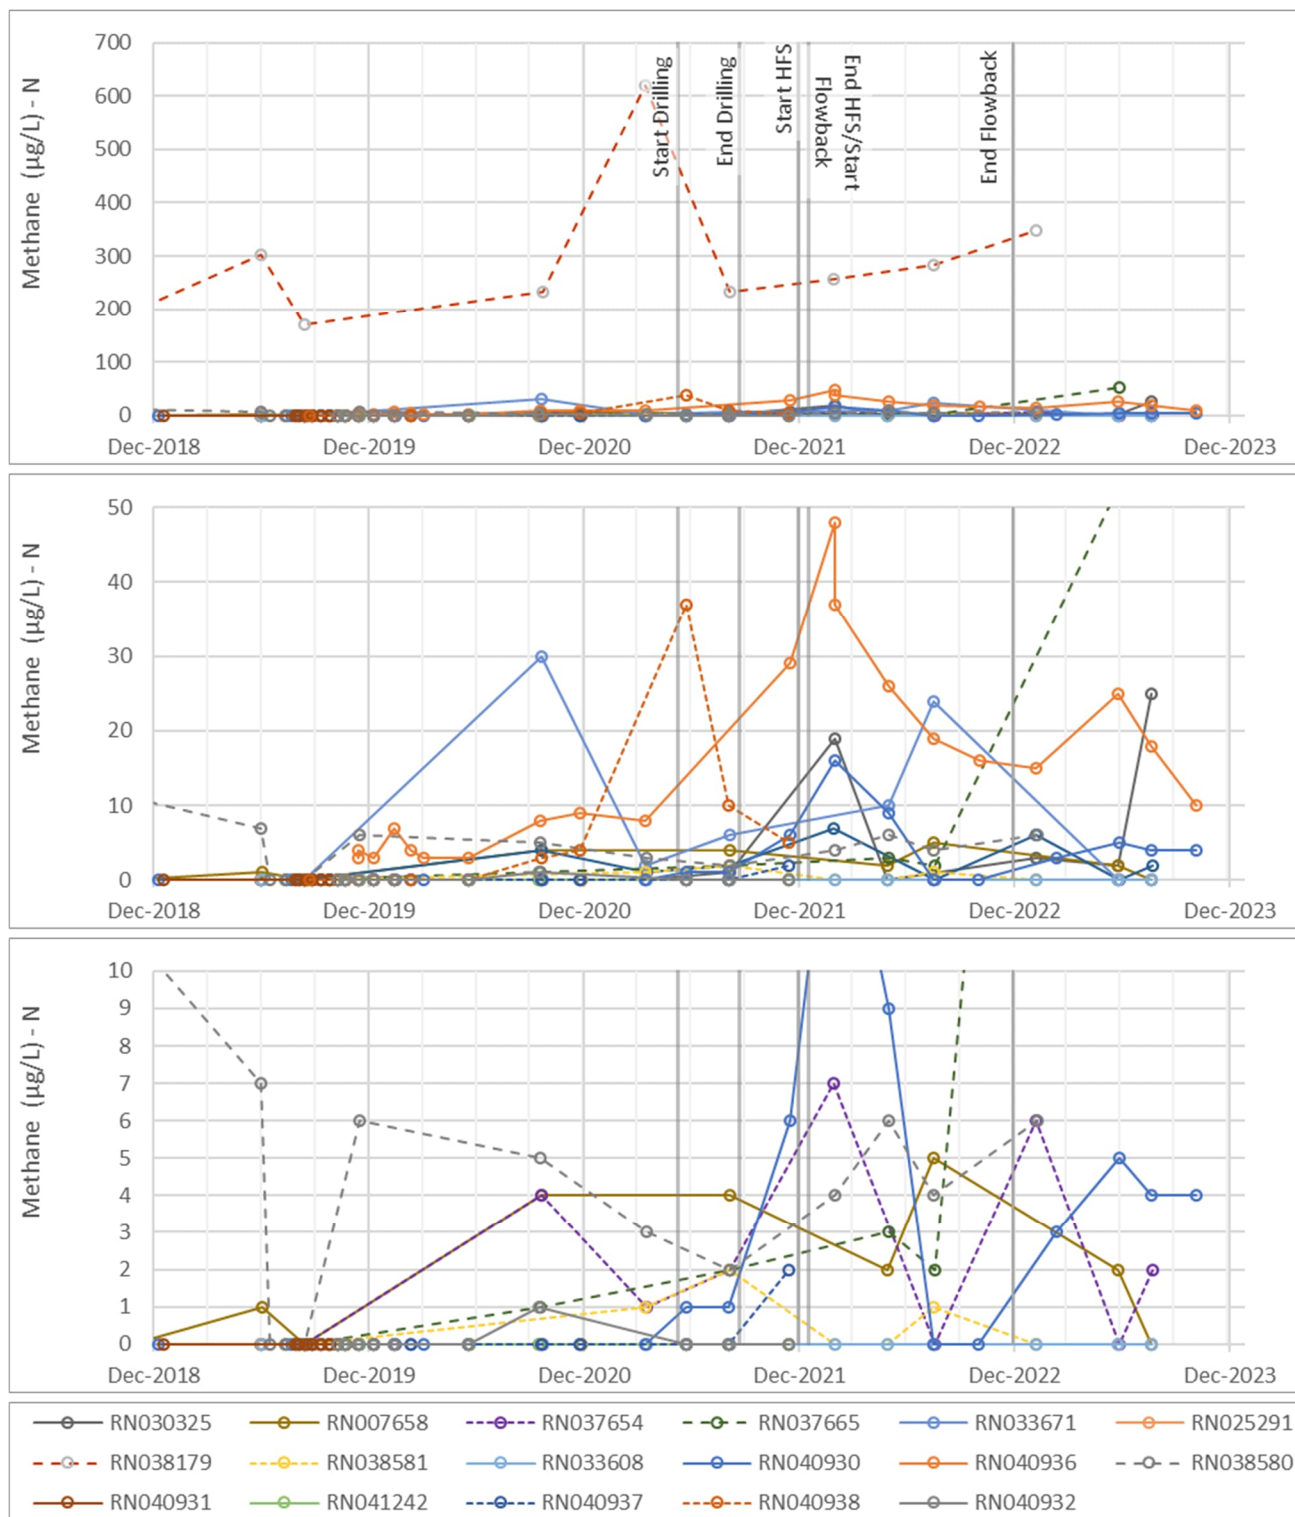 Methane (µg/L) - N
700
600
500
400
300
200
100
0
Start Drilling
End Drilling
Start HFS
End HFS/Start
Flowback
End Flowback
Dec-2018 Dec-2019 Dec-2020 Dec-2021 Dec-2022 Dec-2023
Methane (µg/L) - N
50
40
30
20
10
0
Dec-2018 Dec-2019 Dec-2020 Dec-2021 Dec-2022 Dec-2023
Methane (µg/L) - N
10
9
8
7
6
5
4
3
2
1
0
Dec-2018 Dec-2019 Dec-2020 Dec-2021 Dec-2022 Dec-2023
RN030325 RN007658 RN037654 RN037665 RN033671 RN025291
RN038179 RN038581 RN033608 RN040930 RN040936 RN038580
RN040931 RN041242 RN040937 RN040938 RN040932